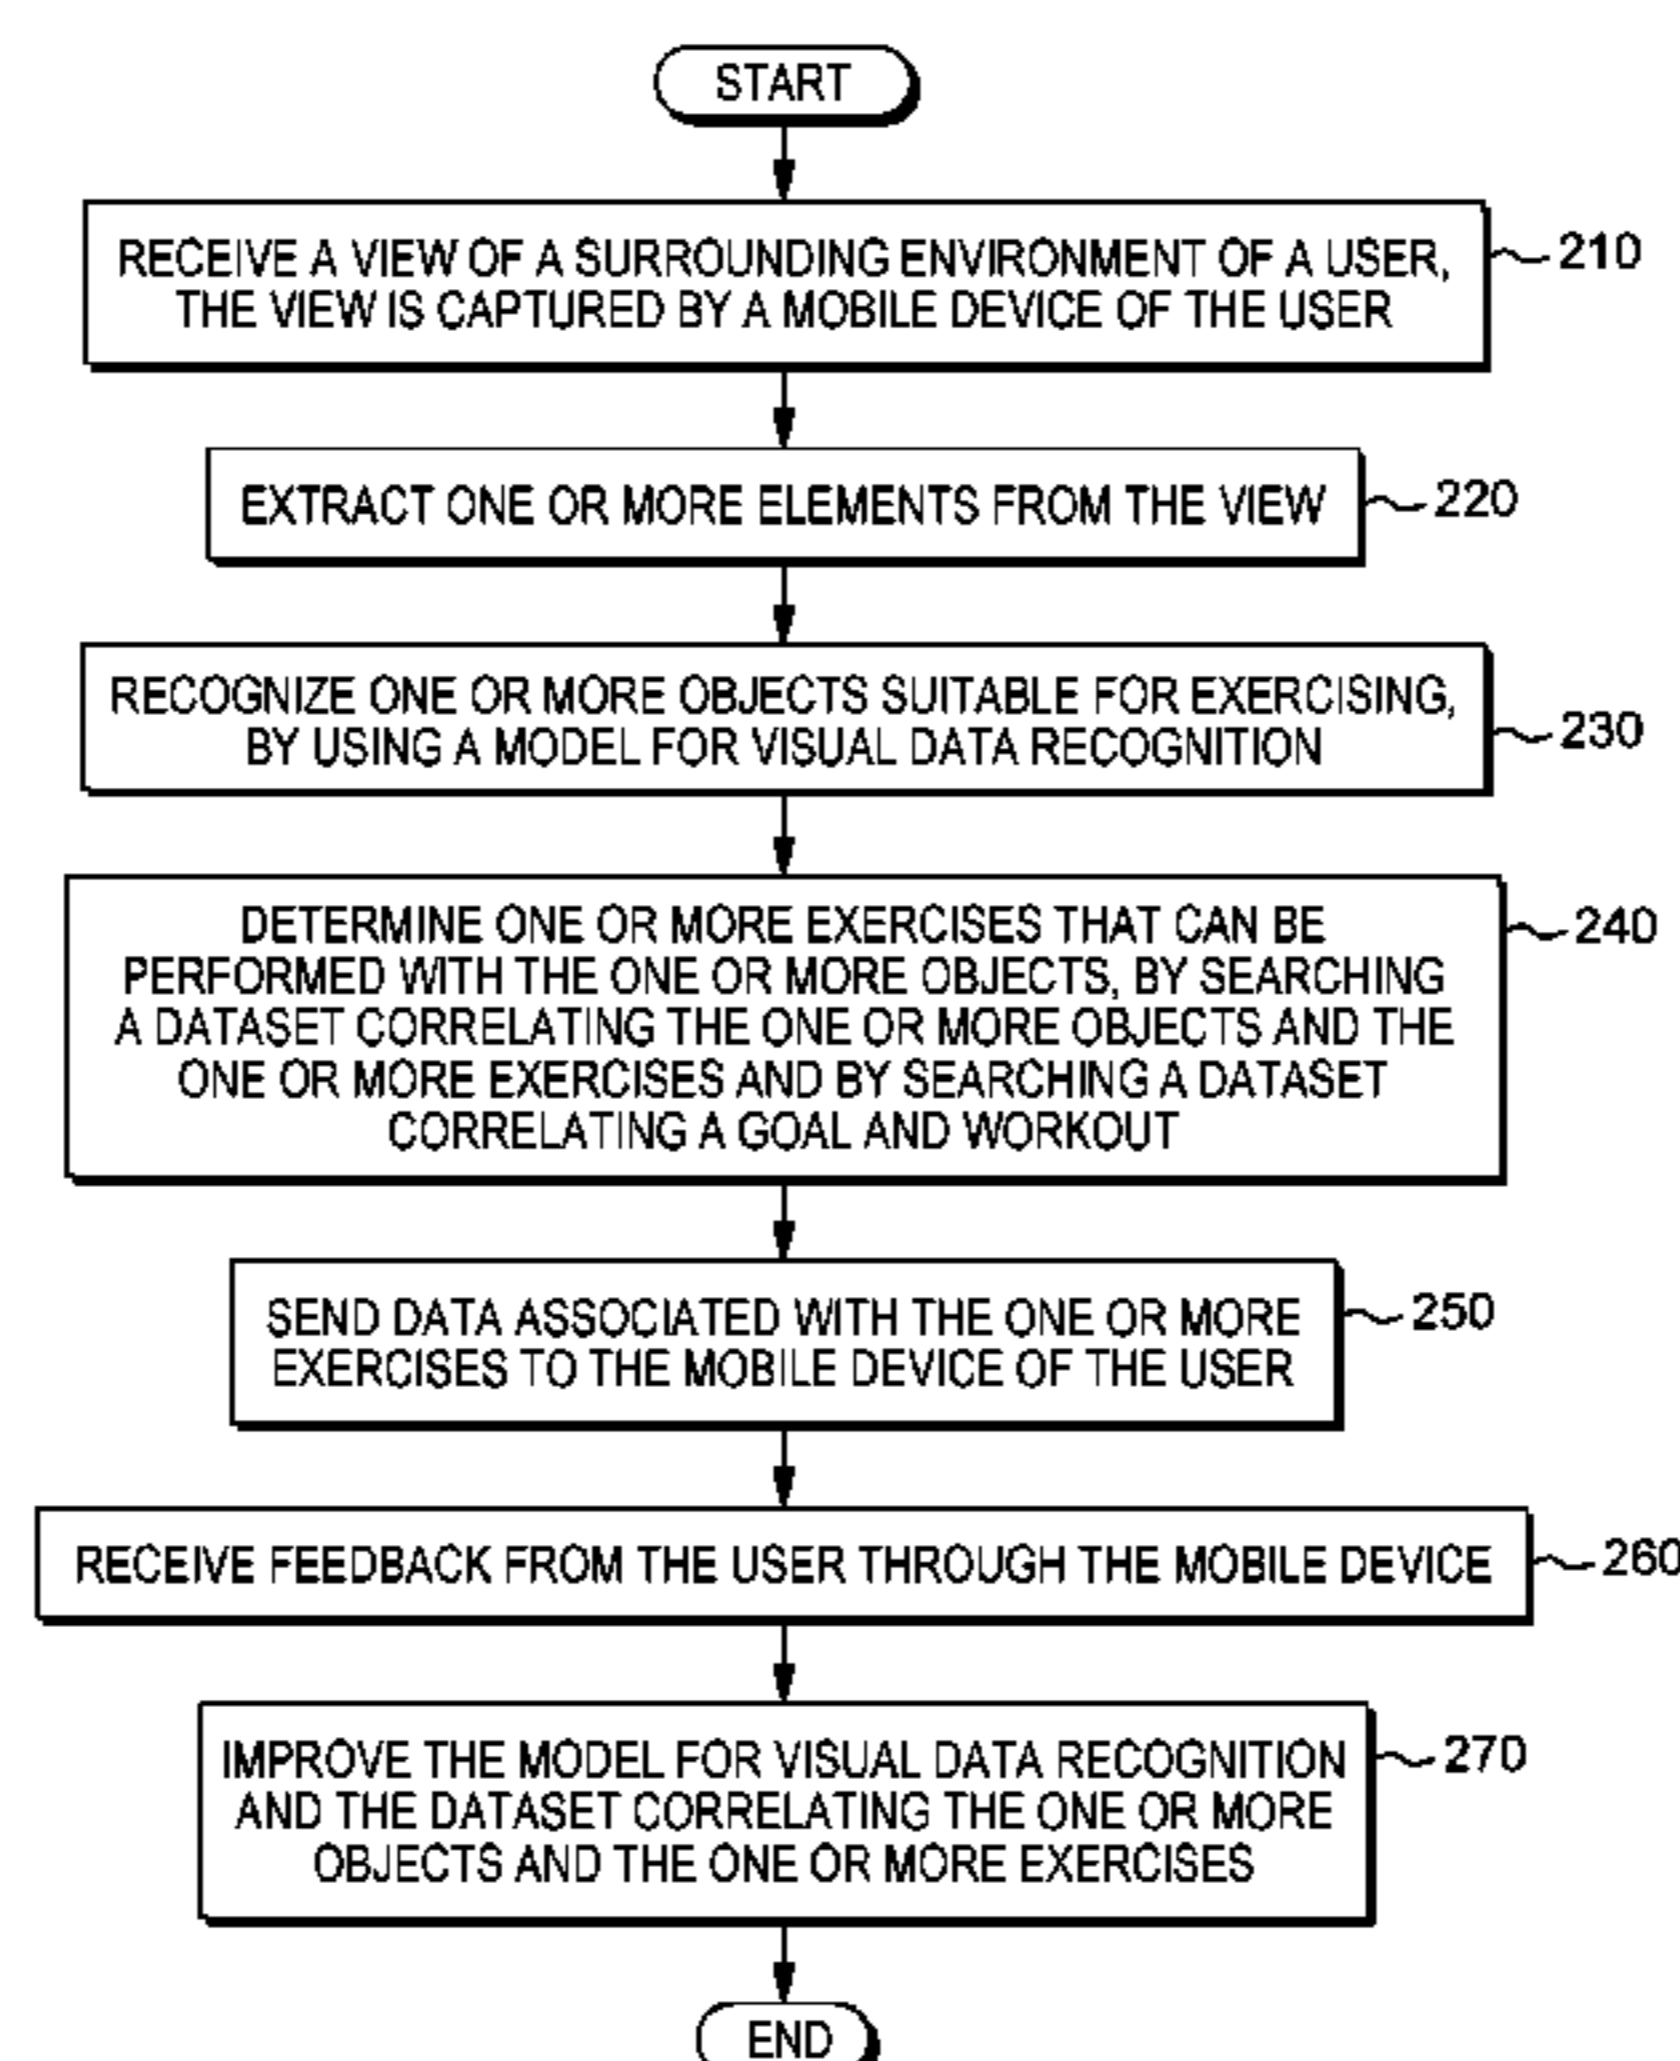 START
RECEIVE A VIEW OF A SURROUNDING ENVIRONMENT OF A USER,
THE VIEW IS CAPTURED BY A MOBILE DEVICE OF THE USER
210
EXTRACT ONE OR MORE ELEMENTS FROM THE VIEW
220
RECOGNIZE ONE OR MORE OBJECTS SUITABLE FOR EXERCISING,
BY USING A MODEL FOR VISUAL DATA RECOGNITION
230
DETERMINE ONE OR MORE EXERCISES THAT CAN BE
PERFORMED WITH THE ONE OR MORE OBJECTS, BY SEARCHING
A DATASET CORRELATING THE ONE OR MORE OBJECTS AND THE
ONE OR MORE EXERCISES AND BY SEARCHING A DATASET
CORRELATING A GOAL AND WORKOUT
240
SEND DATA ASSOCIATED WITH THE ONE OR MORE
EXERCISES TO THE MOBILE DEVICE OF THE USER
250
RECEIVE FEEDBACK FROM THE USER THROUGH THE MOBILE DEVICE
260
IMPROVE THE MODEL FOR VISUAL DATA RECOGNITION
AND THE DATASET CORRELATING THE ONE OR MORE
OBJECTS AND THE ONE OR MORE EXERCISES
270
END